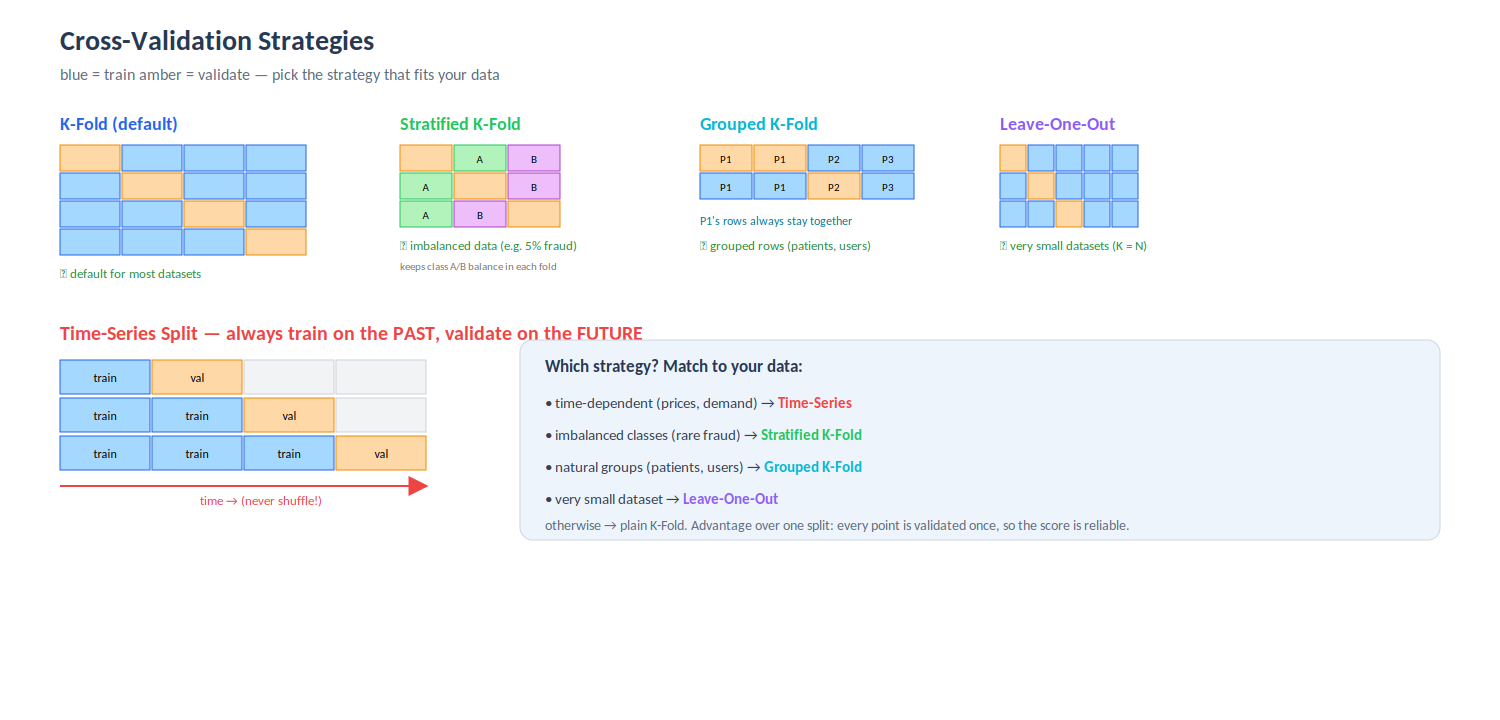 Cross-Validation Strategies
blue = train amber = validate — pick the strategy that fits your data
K-Fold (default)
default for most datasets
Stratified K-Fold
A B
A B
A B
imbalanced data (e.g. 5% fraud)
keeps class A/B balance in each fold
Grouped K-Fold
P1 P1 P2 P3
P1 P1 P2 P3
P1's rows always stay together
grouped rows (patients, users)
Leave-One-Out
very small datasets (K = N)
Time-Series Split — always train on the PAST, validate on the FUTURE
train val
train train val
train train train val
time → (never shuffle!)
Which strategy? Match to your data:
• time-dependent (prices, demand) → Time-Series
• imbalanced classes (rare fraud) → Stratified K-Fold
• natural groups (patients, users) → Grouped K-Fold
• very small dataset → Leave-One-Out
otherwise → plain K-Fold. Advantage over one split: every point is validated once, so the score is reliable.